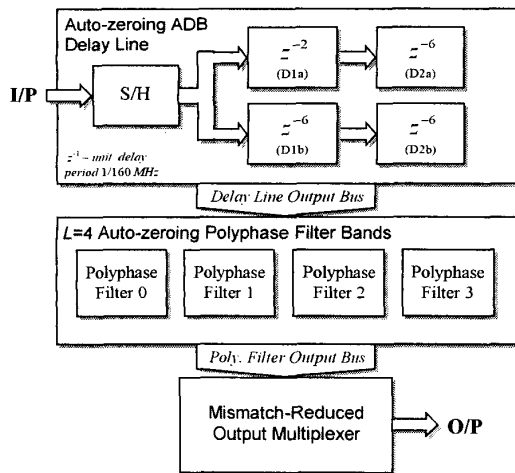 Auto-zeroing ADB
Delay Line
I/P
S/H
z⁻²
(D1a)
z⁻⁶
(D2a)
z⁻⁶
(D1b)
z⁻⁶
(D2b)
z⁻¹ – unit delay
period 1/160 MHz
Delay Line Output Bus
L=4 Auto-zeroing Polyphase Filter Bands
Polyphase
Filter 0
Polyphase
Filter 1
Polyphase
Filter 2
Polyphase
Filter 3
Poly. Filter Output Bus
Mismatch-Reduced
Output Multiplexer
O/P